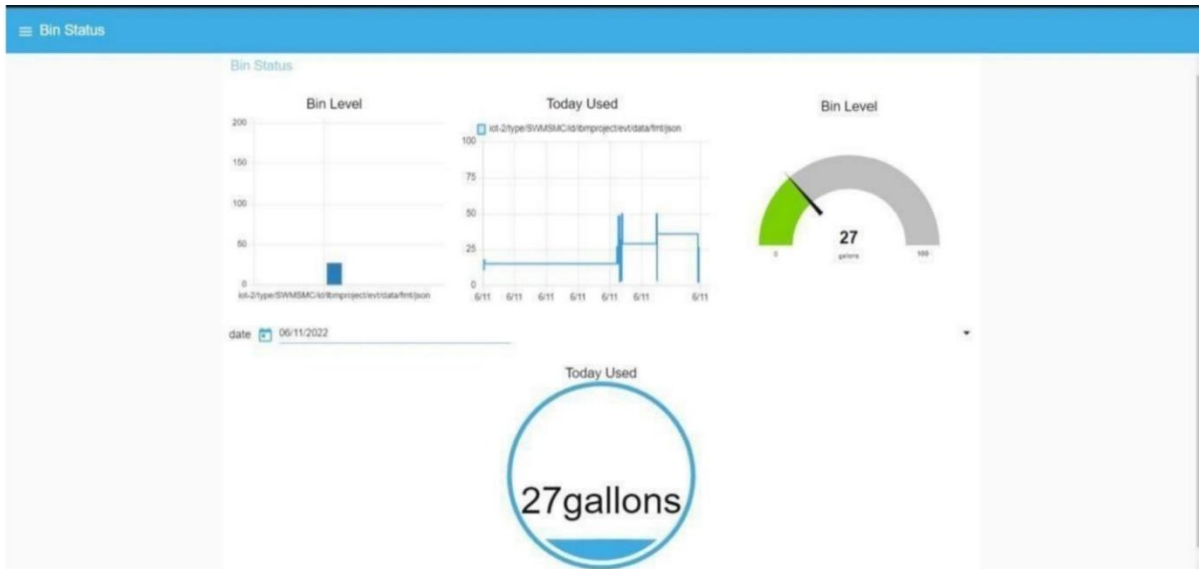 Bin Status
Bin Status
Bin Level
200
150
100
50
0
iot-2/type/SWMSMC/id/ibmproject/evt/data/fmt/json
Today Used
iot-2/type/SWMSMC/id/ibmproject/evt/data/fmt/json
100
75
50
25
0
6/11 6/11 6/11 6/11 6/11 6/11 6/11
Bin Level
27
gallons
0 100
date 06/11/2022
Today Used
27gallons